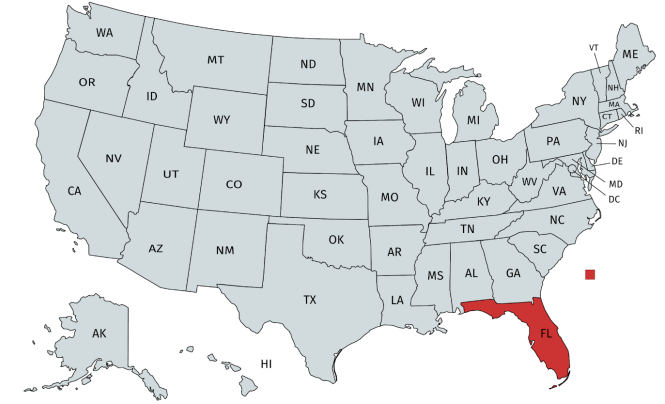 WA
MT
ND
MN
VT
ME
OR
ID
SD
WI
MI
NY
NH
MA
CT
RI
WY
NE
IA
PA
NJ
NV
UT
CO
IL
IN
OH
DE
MD
DC
CA
KS
MO
WV
VA
KY
AZ
NM
OK
AR
TN
NC
SC
TX
LA
MS
AL
GA
AK
HI
FL